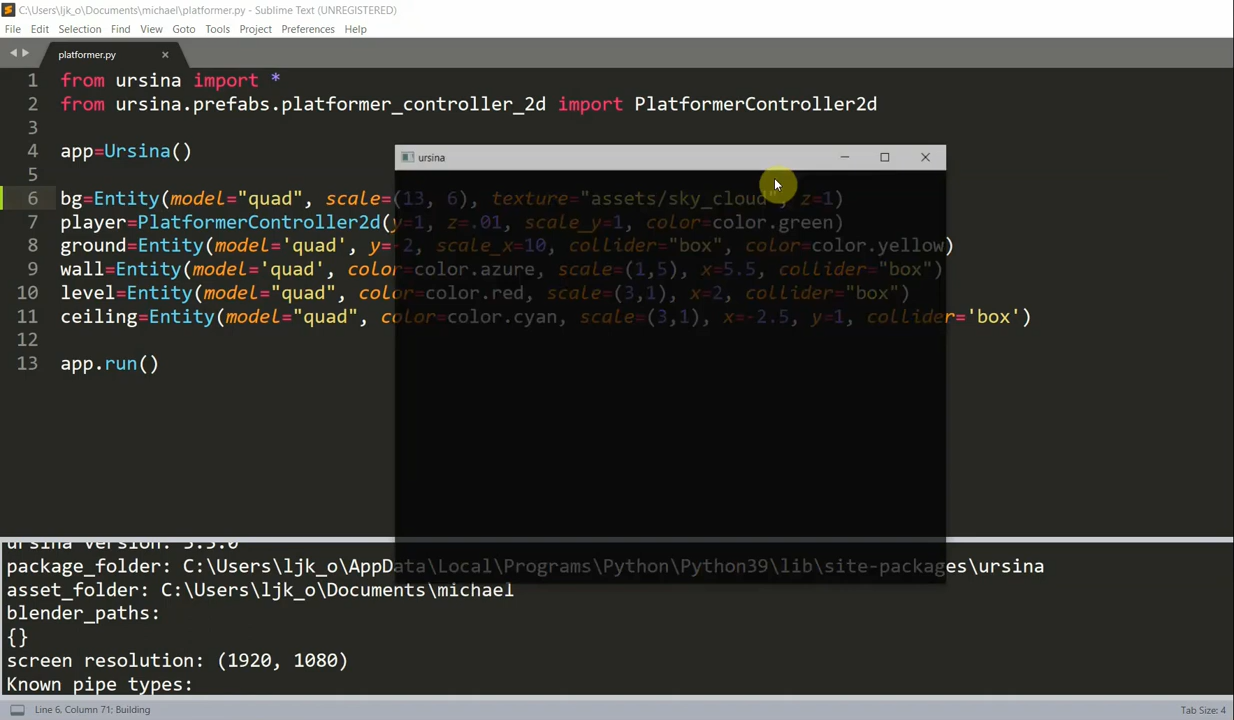 C:\Users\ljk_o\Documents\michael\platformer.py - Sublime Text (UNREGISTERED)
File Edit Selection Find View Goto Tools Project Preferences Help
platformer.py
1 from ursina import *
2 from ursina.prefabs.platformer_controller_2d import PlatformerController2d
3
4 app=Ursina()
5
6 bg=Entity(model="quad", scale=(13, 6), texture="assets/sky_cloud", z=1)
7 player=PlatformerController2d(y=1, z=.01, scale_y=1, color=color.green)
8 ground=Entity(model='quad', y=-2, scale_x=10, collider="box", color=color.yellow)
9 wall=Entity(model='quad', color=color.azure, scale=(1,5), x=5.5, collider="box")
10 level=Entity(model="quad", color=color.red, scale=(3,1), x=2, collider="box")
11 ceiling=Entity(model="quad", color=color.cyan, scale=(3,1), x=-2.5, y=1, collider='box')
12
13 app.run()
ursina
package_folder: C:\Users\ljk_o\AppData\Local\Programs\Python\Python39\lib\site-packages\ursina
asset_folder: C:\Users\ljk_o\Documents\michael
blender_paths:
{}
screen resolution: (1920, 1080)
Known pipe types:
Line 6, Column 71; Building
Tab Size: 4